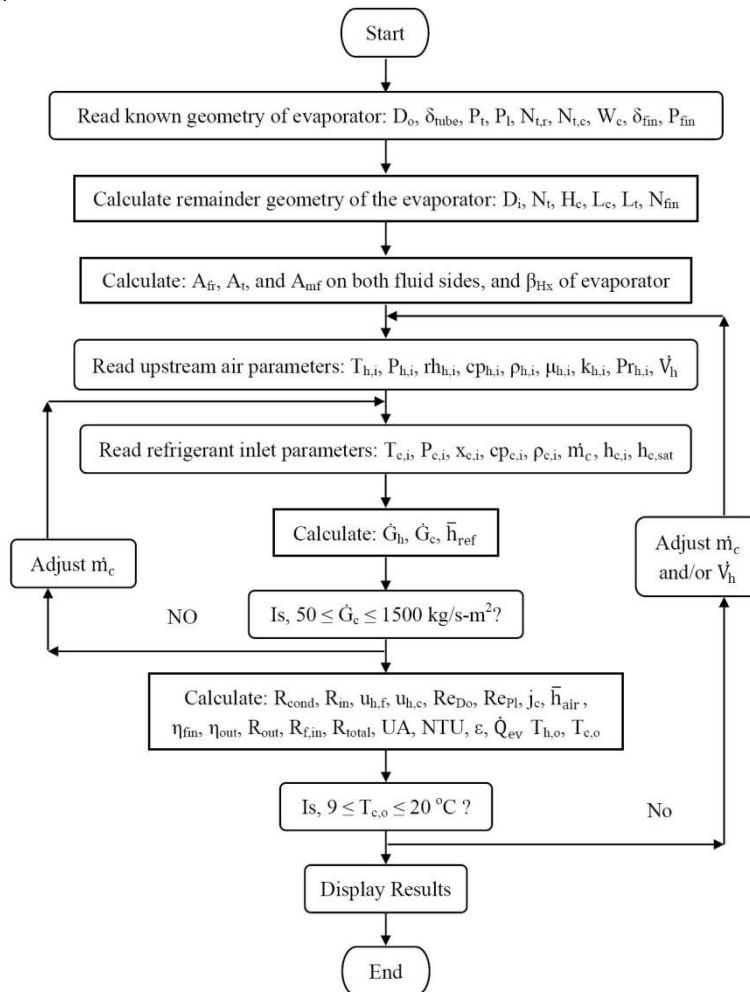 Start
Read known geometry of evaporator: Dₒ, δₜᵤᵦₑ, Pₜ, Pₗ, Nₜ,ᵣ, Nₜ,c, Wc, δfin, Pfin
Calculate remainder geometry of the evaporator: Dᵢ, Nₜ, Hc, Lc, Lₜ, Nfin
Calculate: Afr, Aₜ, and Amf on both fluid sides, and βHx of evaporator
Read upstream air parameters: Th,i, Ph,i, rhh,i, cph,i, ρh,i, μh,i, kh,i, Prh,i, V̇h
Read refrigerant inlet parameters: Tc,i, Pc,i, xc,i, cpc,i, ρc,i, ṁc, hc,i, hc,sat
Calculate: Ġh, Ġc, h̄ref
Adjust ṁc
Adjust ṁc
and/or V̇h
NO
Is, 50 ≤ Ġc ≤ 1500 kg/s-m²?
Calculate: Rcond, Rin, uh,f, uh,c, ReDo, RePl, jc, h̄air,
ηfin, ηout, Rout, Rf,in, Rtotal, UA, NTU, ε, Q̇ev Th,o, Tc,o
Is, 9 ≤ Tc,o ≤ 20 °C ?
No
Display Results
End